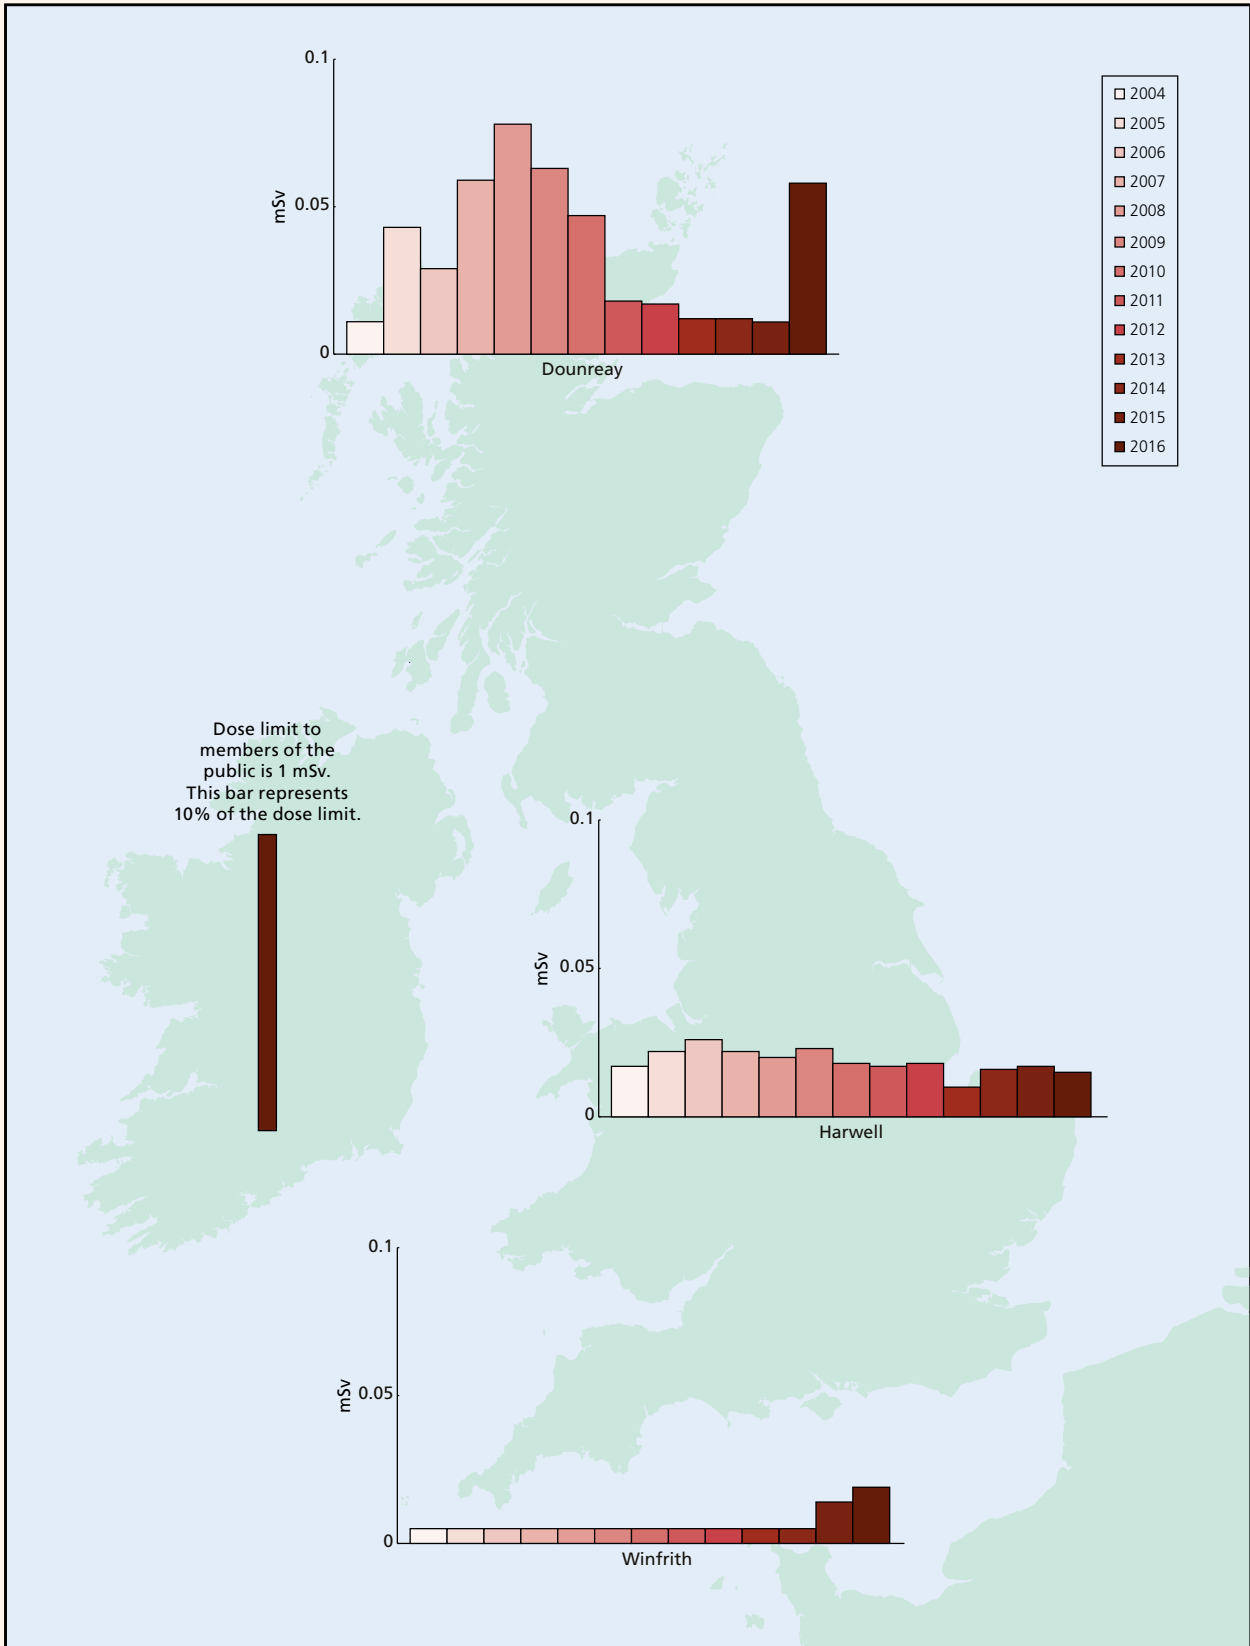 0.1
mSv
0.05
0
Dounreay
2004
2005
2006
2007
2008
2009
2010
2011
2012
2013
2014
2015
2016
Dose limit to
members of the
public is 1 mSv.
This bar represents
10% of the dose limit.
0.1
mSv
0.05
0
Harwell
0.1
mSv
0.05
0
Winfrith